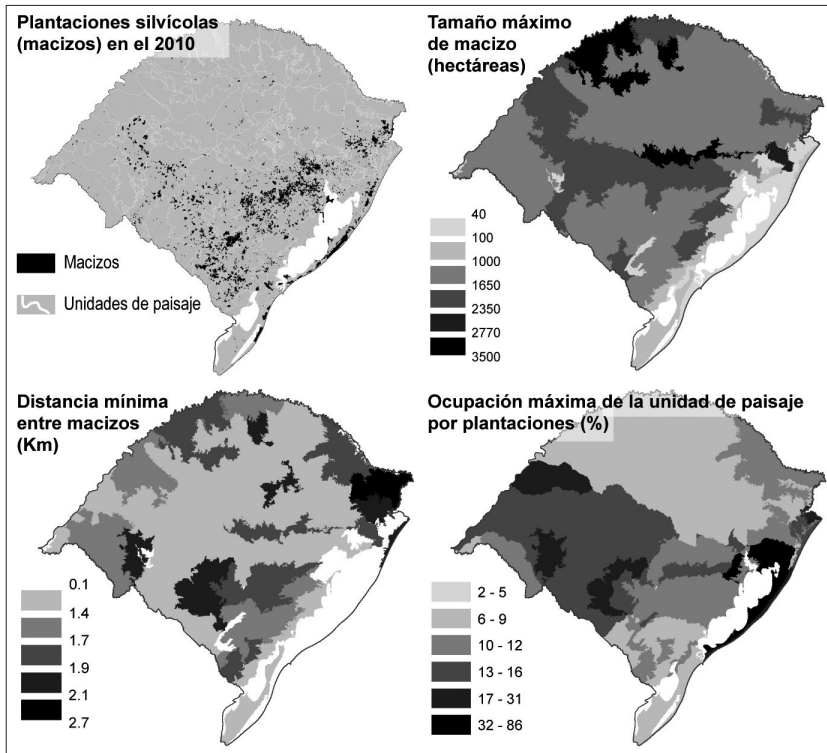 Plantaciones silvícolas
(macizos) en el 2010
Macizos
Unidades de paisaje
Tamaño máximo
de macizo
(hectáreas)
40
100
1000
1650
2350
2770
3500
Distancia mínima
entre macizos
(Km)
0.1
1.4
1.7
1.9
2.1
2.7
Ocupación máxima de la unidad de paisaje
por plantaciones (%)
2 - 5
6 - 9
10 - 12
13 - 16
17 - 31
32 - 86